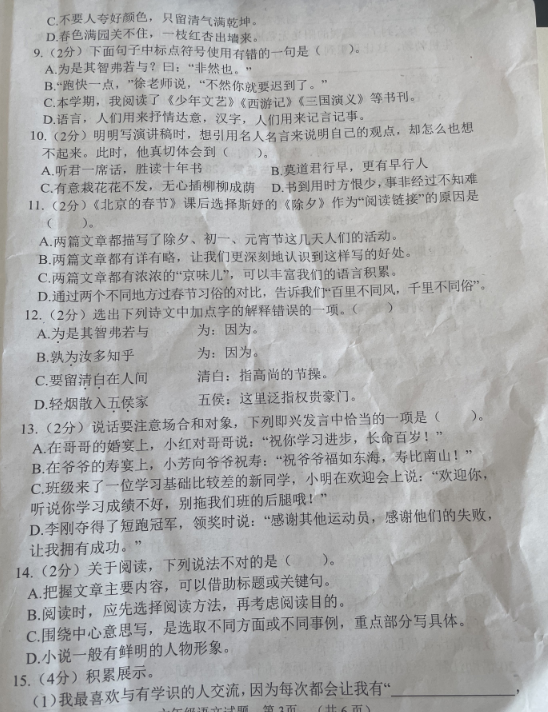 C.不要人夸好颜色，只留清气满乾坤。
D.春色满园关不住，一枝红杏出墙来。
9.（2分）下面句子中标点符号使用有错的一句是（　　）。
A.为是其智弗若与？曰：“非然也。”
B.“跑快一点，”徐老师说，“不然你就要迟到了。”
C.本学期，我阅读了《少年文艺》《西游记》《三国演义》等书刊。
D.语言，人们用来抒情达意，汉字，人们用来记言记事。
10.（2分）明明写演讲稿时，想引用名人名言来说明自己的观点，却怎么也想
不起来。此时，他真切体会到（　　）。
A.听君一席话，胜读十年书　　B.莫道君行早，更有早行人
C.有意栽花花不发，无心插柳柳成荫　D.书到用时方恨少，事非经过不知难
11.（2分）《北京的春节》课后选择斯妤的《除夕》作为“阅读链接”的原因是
（　　）。
A.两篇文章都描写了除夕、初一、元宵节这几天人们的活动。
B.两篇文章都有详有略，让我们更深刻地认识到这样写的好处。
C.两篇文章都有浓浓的“京味儿”，可以丰富我们的语言积累。
D.通过两个不同地方过春节习俗的对比，告诉我们“百里不同风，千里不同俗”。
12.（2分）选出下列诗文中加点字的解释错误的一项。（　　）
A.为是其智弗若与　　为：因为。
B.孰为汝多知乎　　为：因为。
C.要留清白在人间　　清白：指高尚的节操。
D.轻烟散入五侯家　　五侯：这里泛指权贵豪门。
13.（2分）说话要注意场合和对象，下列即兴发言中恰当的一项是（　　）。
A.在哥哥的婚宴上，小红对哥哥说：“祝你学习进步，长命百岁！”
B.在爷爷的寿宴上，小芳向爷爷祝寿：“祝爷爷福如东海，寿比南山！”
C.班级来了一位学习基础比较差的新同学，小明在欢迎会上说：“欢迎你，
听说你学习成绩不好，别拖我们班的后腿哦！”
D.李刚夺得了短跑冠军，领奖时说：“感谢其他运动员，感谢他们的失败，
让我拥有成功。”
14.（2分）关于阅读，下列说法不对的是（　　）。
A.把握文章主要内容，可以借助标题或关键句。
B.阅读时，应先选择阅读方法，再考虑阅读目的。
C.围绕中心意思写，是选取不同方面或不同事例，重点部分写具体。
D.小说一般有鲜明的人物形象。
15.（4分）积累展示。
（1)我最喜欢与有学识的人交流，因为每次都会让我有“____________，
六年级语文试题　第3页　（共6页）